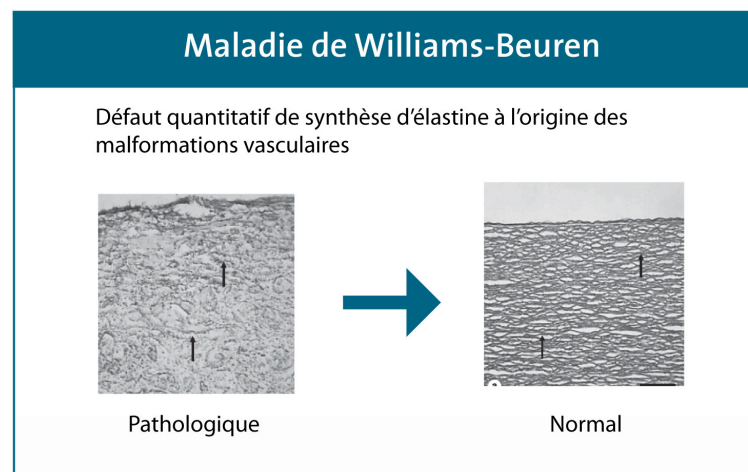 Maladie de Williams-Beuren
Défaut quantitatif de synthèse d’élastine à l’origine des
malformations vasculaires
Pathologique
Normal